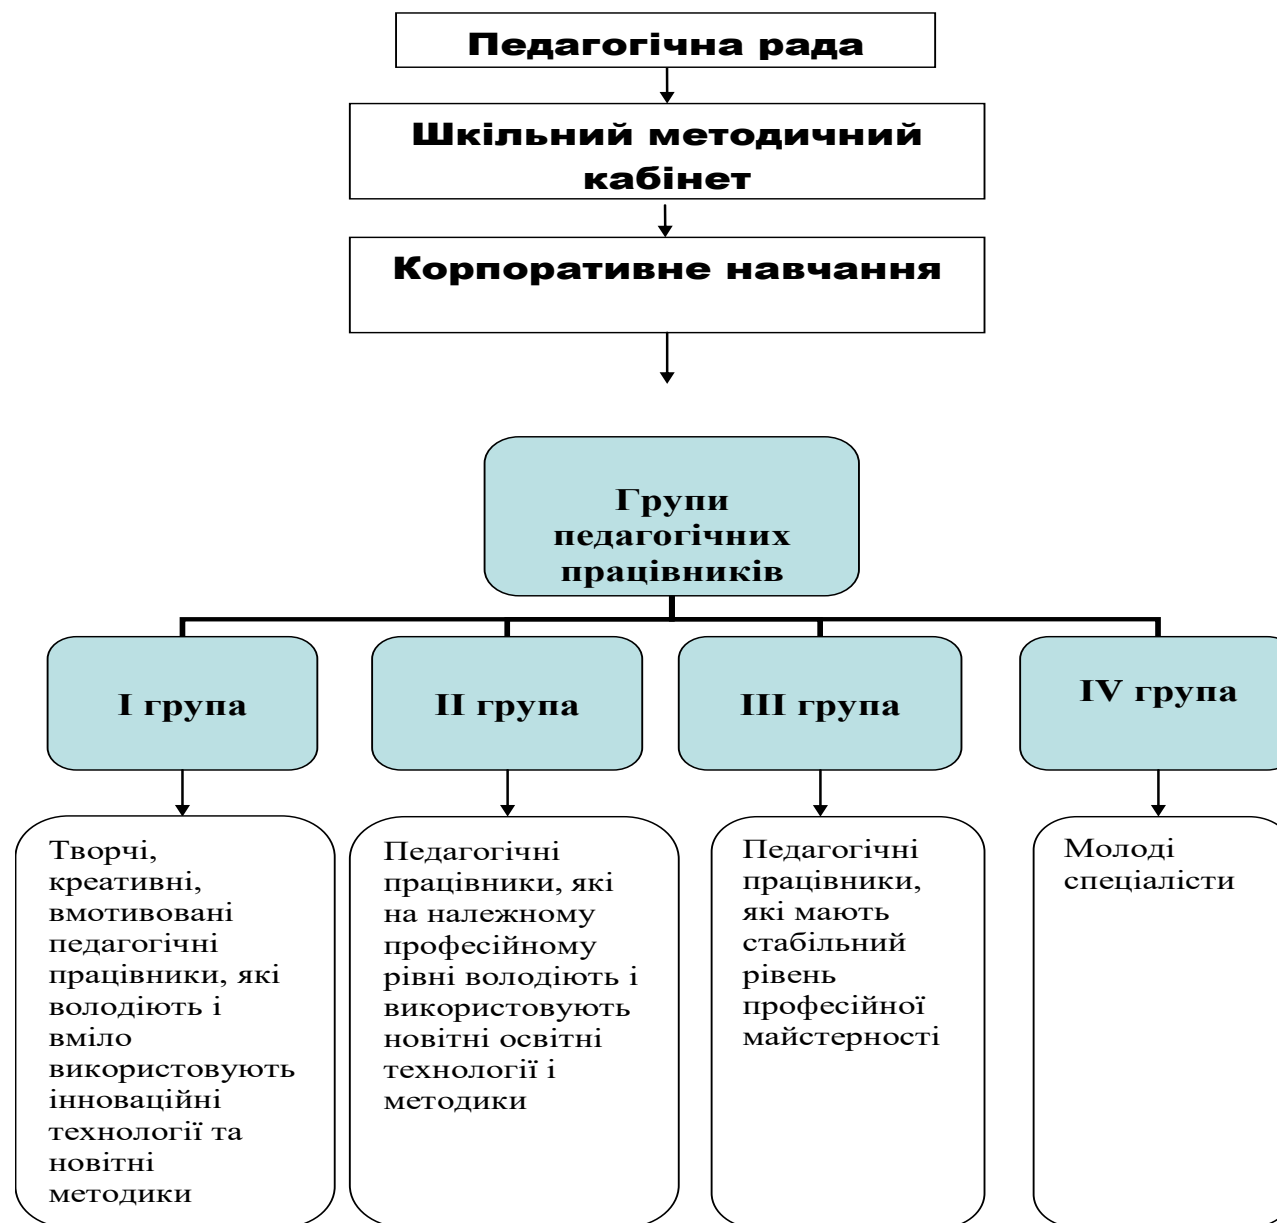 Педагогічна рада
Шкільний методичний
кабінет
Корпоративне навчання
Групи
педагогічних
працівників
I група
II група
III група
IV група
Творчі,
креативні,
вмотивовані
педагогічні
працівники, які
володіють і
вміло
використовують
інноваційні
технології та
новітні
методики
Педагогічні
працівники, які
на належному
професійному
рівні володіють і
використовують
новітні освітні
технології і
методики
Педагогічні
працівники,
які мають
стабільний
рівень
професійної
майстерності
Молоді
спеціалісти